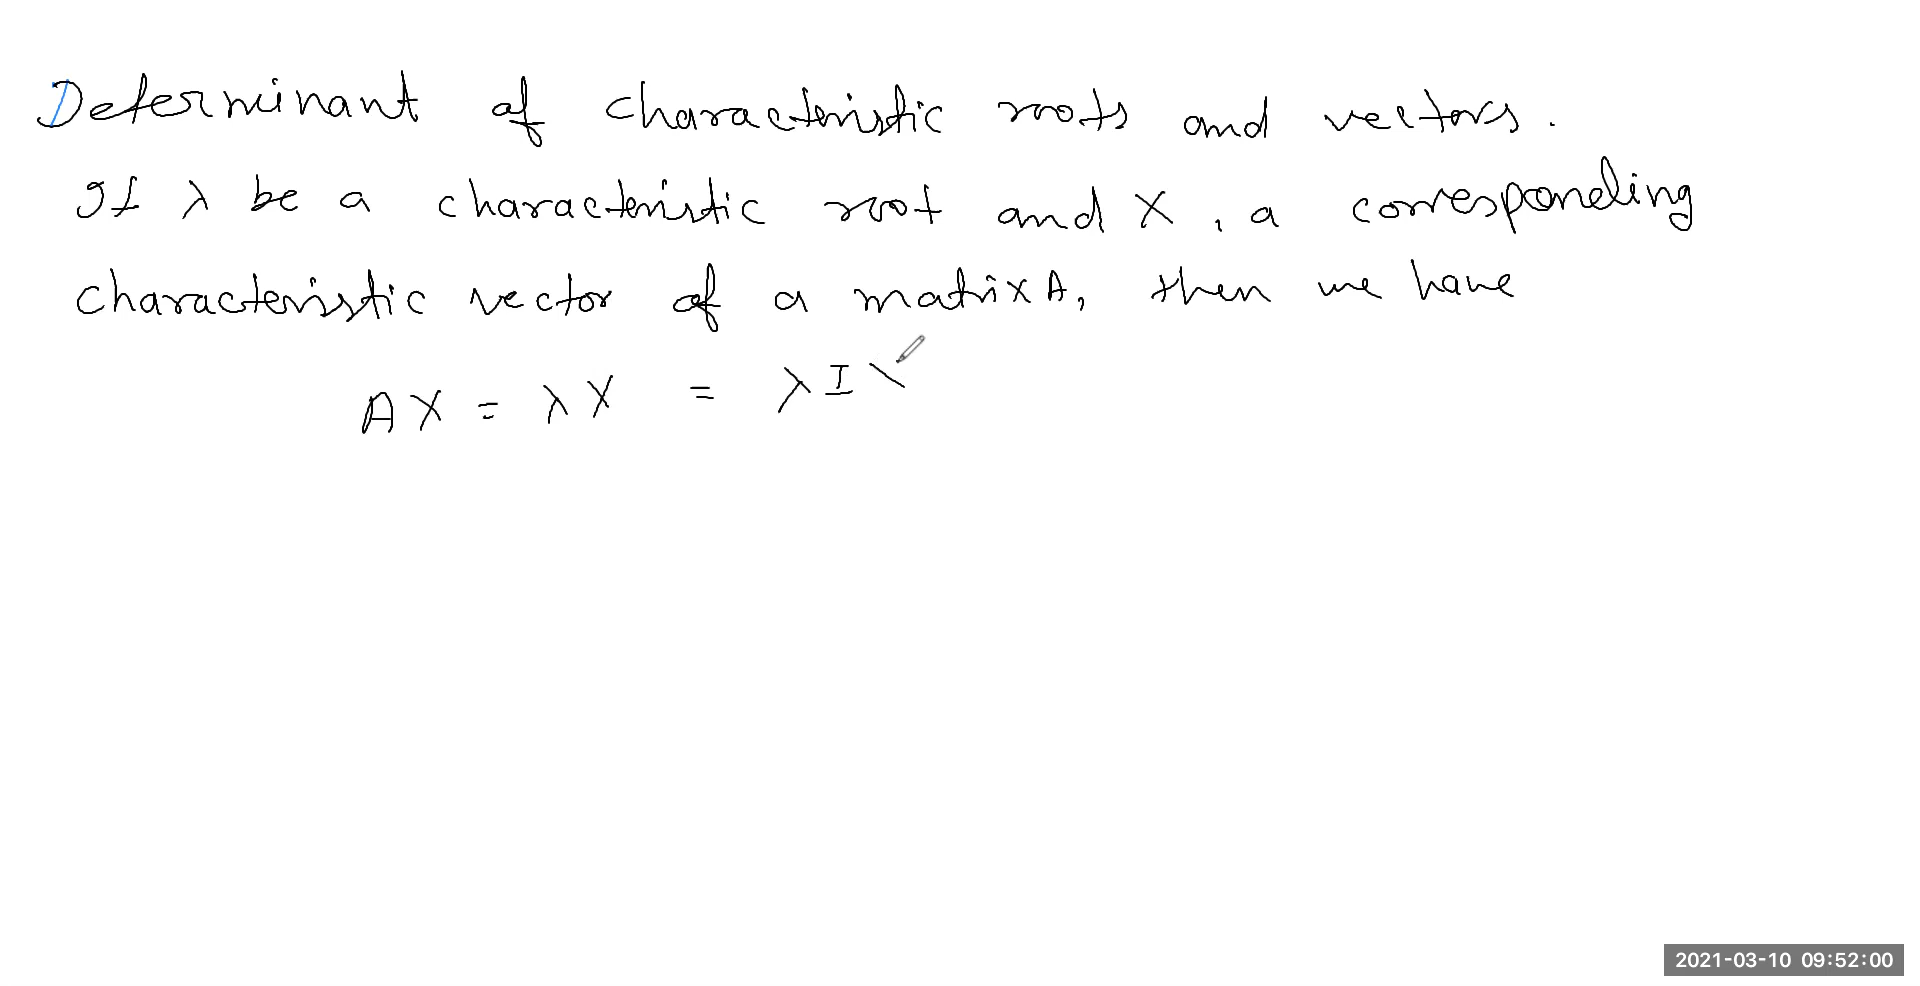 Determinant of characteristic roots and vectors.
If λ be a characteristic root and X, a corresponding
characteristic vector of a matrix A, then we have
AX = λX = λI
2021-03-10 09:52:00